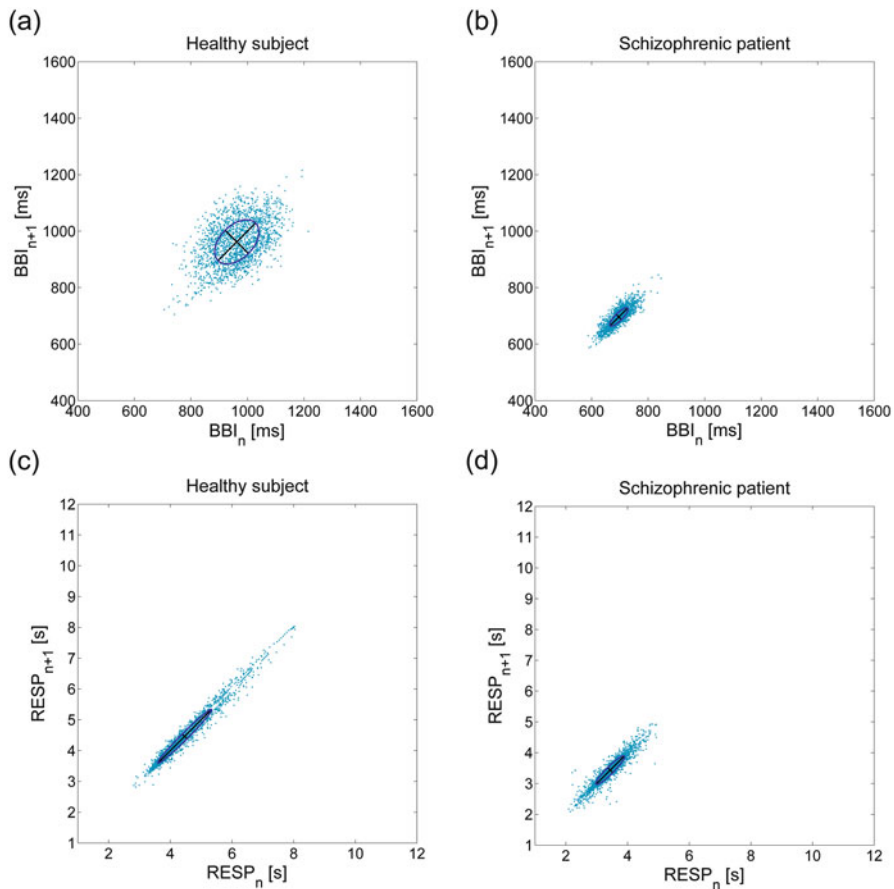 (a)
Healthy subject
1600
1400
1200
1000
800
600
400
BBIₙ₊₁ [ms]
400 600 800 1000 1200 1400 1600
BBIₙ [ms]
(b)
Schizophrenic patient
1600
1400
1200
1000
800
600
400
BBIₙ₊₁ [ms]
400 600 800 1000 1200 1400 1600
BBIₙ [ms]
(c)
Healthy subject
12
11
10
9
8
7
6
5
4
3
2
1
RESPₙ₊₁ [s]
2 4 6 8 10 12
RESPₙ [s]
(d)
Schizophrenic patient
12
11
10
9
8
7
6
5
4
3
2
1
RESPₙ₊₁ [s]
2 4 6 8 10 12
RESPₙ [s]